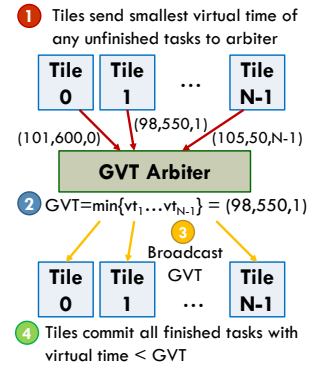 1 Tiles send smallest virtual time of
any unfinished tasks to arbiter
Tile 0
Tile 1
...
Tile N-1
(101,600,0)
(98,550,1)
(105,50,N-1)
GVT Arbiter
2 GVT=min{vt₁...vtN-1} = (98,550,1)
3
Broadcast
GVT
Tile 0
Tile 1
...
Tile N-1
4 Tiles commit all finished tasks with
virtual time < GVT